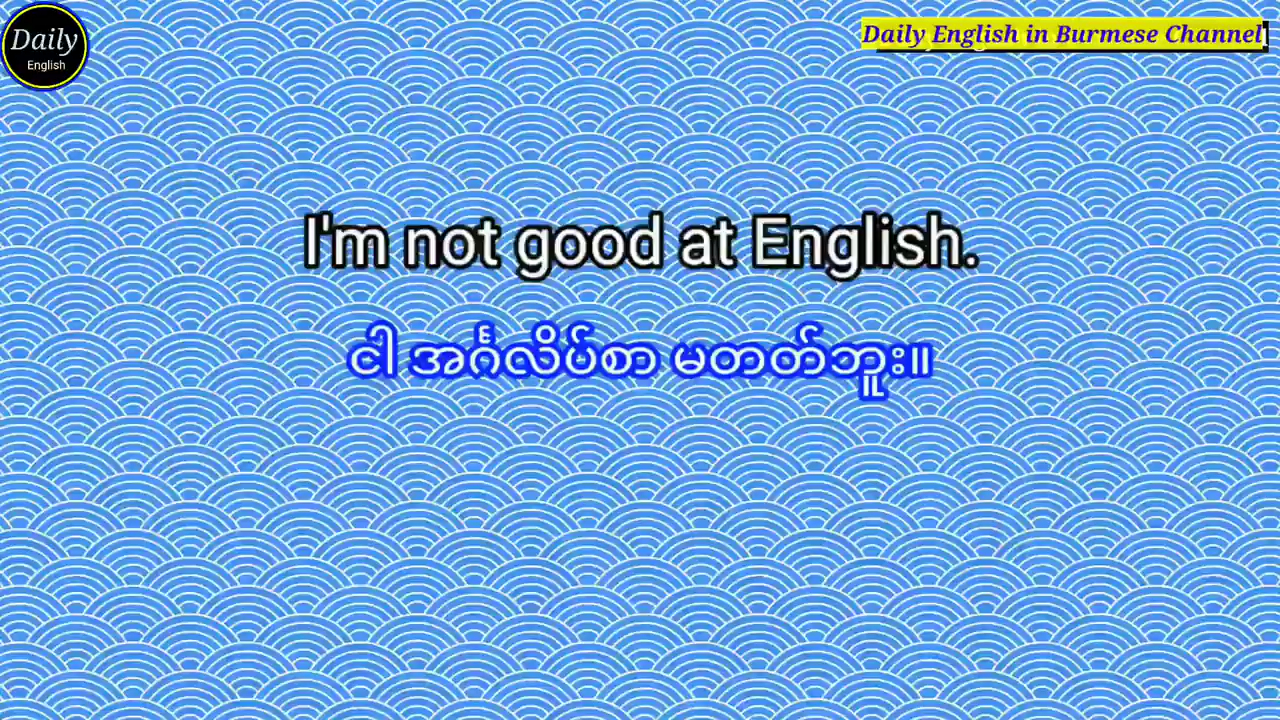 Daily
English
Daily English in Burmese Channel
I'm not good at English.
ငါ အင်္ဂလိပ်စာ မတတ်ဘူး။